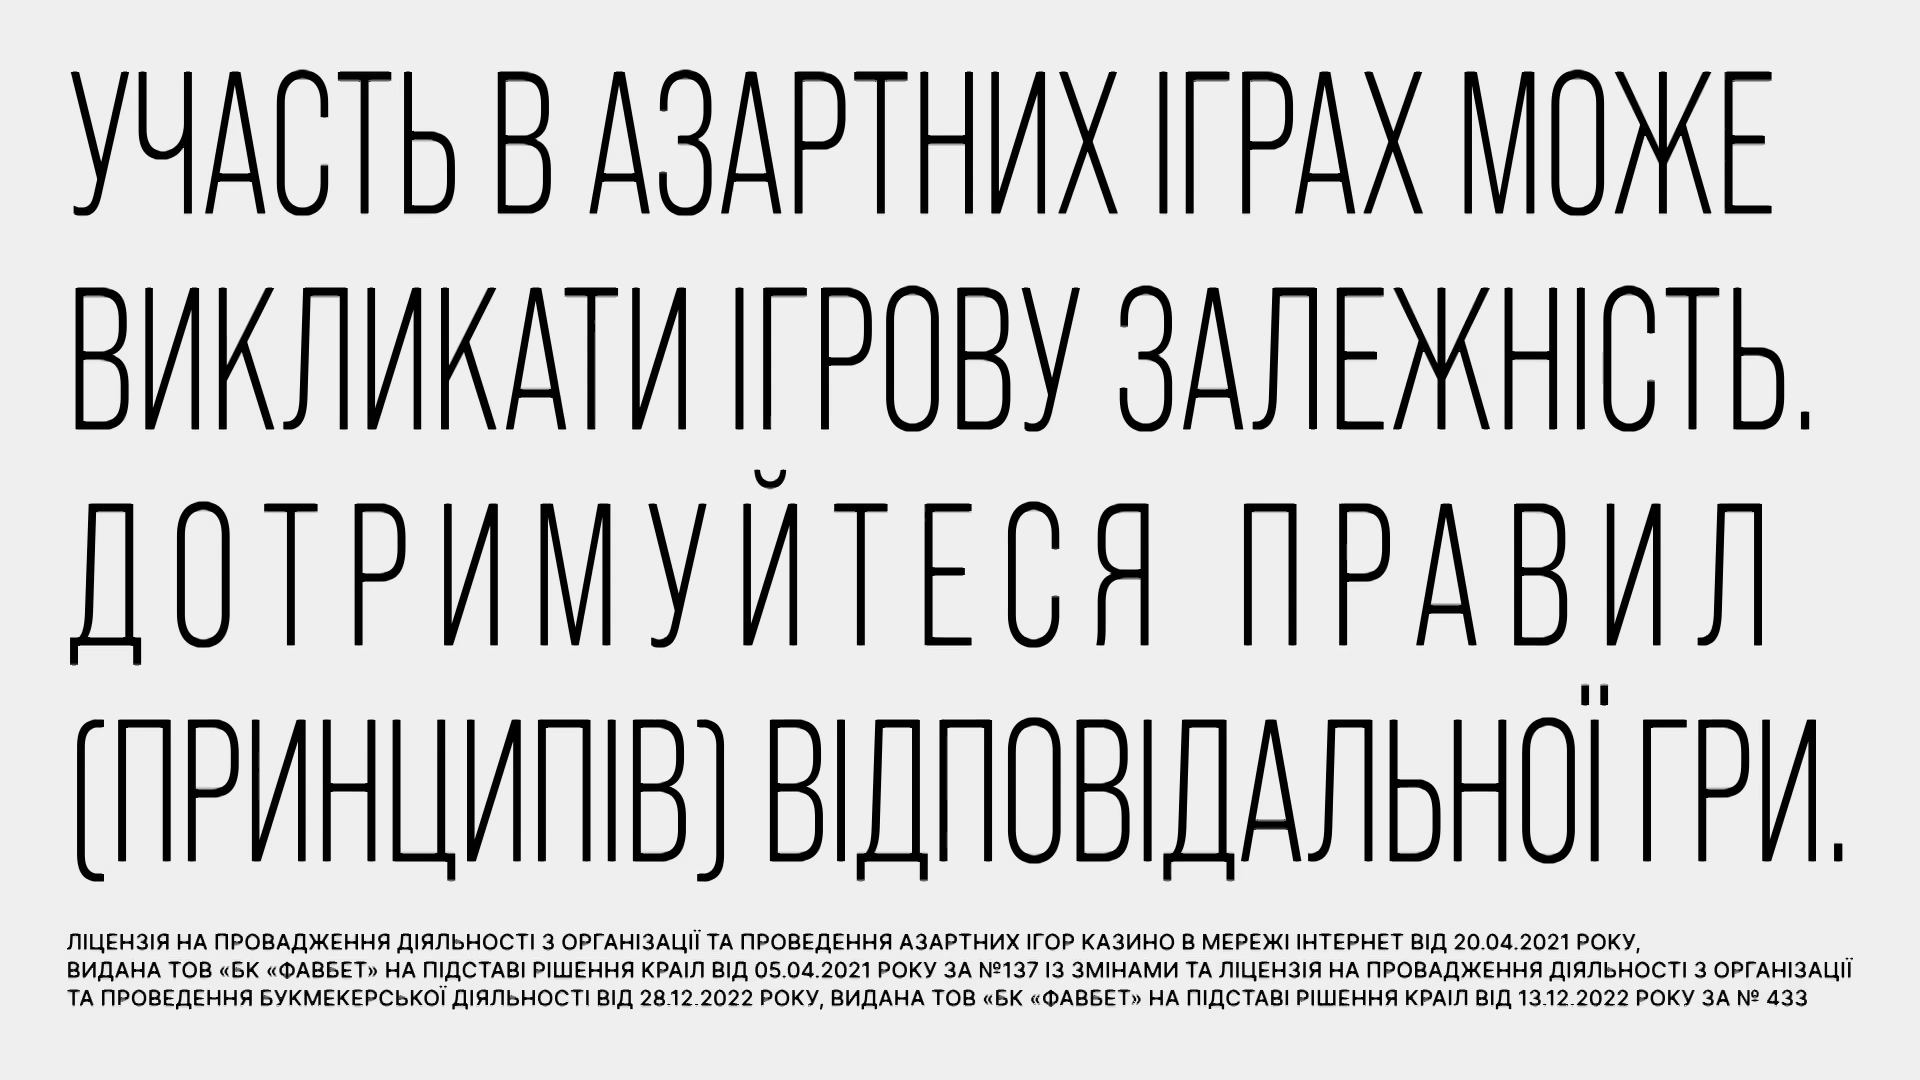 УЧАСТЬ В АЗАРТНИХ ІГРАХ МОЖЕ
ВИКЛИКАТИ ІГРОВУ ЗАЛЕЖНІСТЬ.
ДОТРИМУЙТЕСЯ ПРАВИЛ
(ПРИНЦИПІВ) ВІДПОВІДАЛЬНОЇ ГРИ.
ЛІЦЕНЗІЯ НА ПРОВАДЖЕННЯ ДІЯЛЬНОСТІ З ОРГАНІЗАЦІЇ ТА ПРОВЕДЕННЯ АЗАРТНИХ ІГОР КАЗИНО В МЕРЕЖІ ІНТЕРНЕТ ВІД 20.04.2021 РОКУ,
ВИДАНА ТОВ «БК «ФАВБЕТ» НА ПІДСТАВІ РІШЕННЯ КРАІЛ ВІД 05.04.2021 РОКУ ЗА №137 ІЗ ЗМІНАМИ ТА ЛІЦЕНЗІЯ НА ПРОВАДЖЕННЯ ДІЯЛЬНОСТІ З ОРГАНІЗАЦІЇ
ТА ПРОВЕДЕННЯ БУКМЕКЕРСЬКОЇ ДІЯЛЬНОСТІ ВІД 28.12.2022 РОКУ, ВИДАНА ТОВ «БК «ФАВБЕТ» НА ПІДСТАВІ РІШЕННЯ КРАІЛ ВІД 13.12.2022 РОКУ ЗА № 433